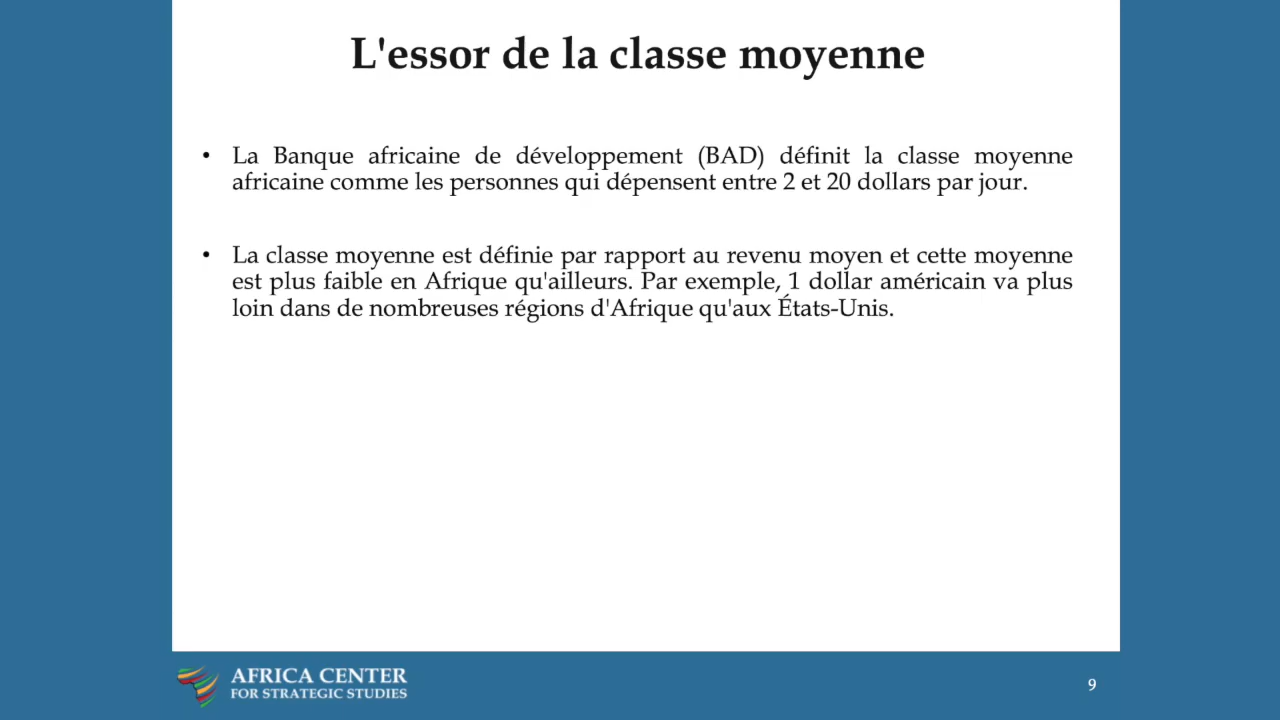 L'essor de la classe moyenne
• La Banque africaine de développement (BAD) définit la classe moyenne
africaine comme les personnes qui dépensent entre 2 et 20 dollars par jour.
• La classe moyenne est définie par rapport au revenu moyen et cette moyenne
est plus faible en Afrique qu'ailleurs. Par exemple, 1 dollar américain va plus
loin dans de nombreuses régions d'Afrique qu'aux États-Unis.
AFRICA CENTER
FOR STRATEGIC STUDIES
9